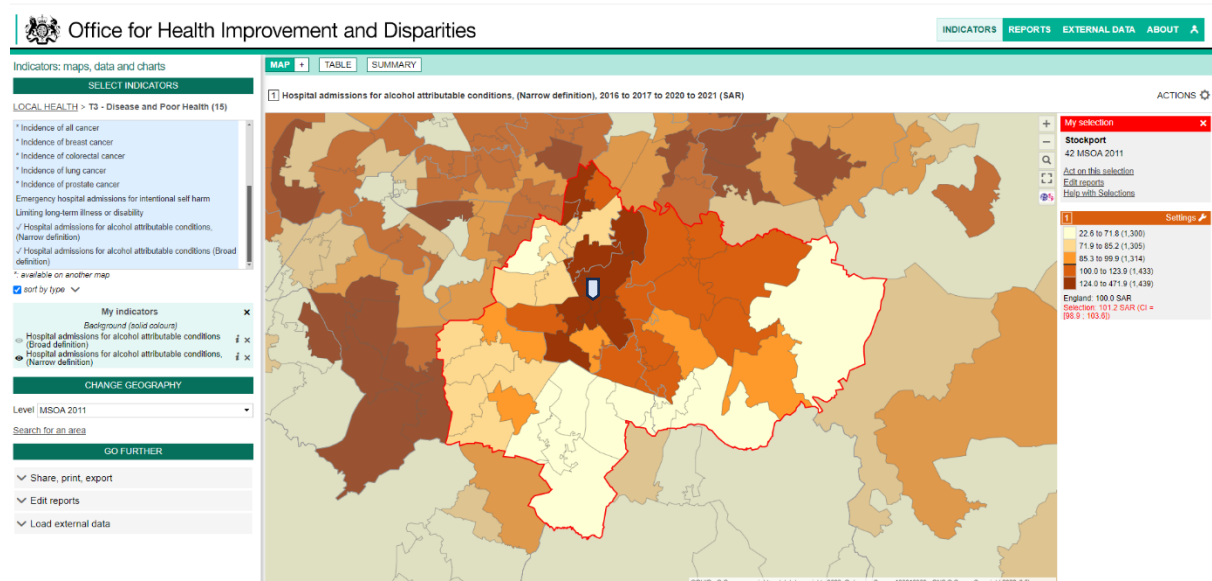 Office for Health Improvement and Disparities
INDICATORS REPORTS EXTERNAL DATA ABOUT
Indicators: maps, data and charts
SELECT INDICATORS
LOCAL HEALTH > T3 - Disease and Poor Health (15)
* Incidence of all cancer
* Incidence of breast cancer
* Incidence of colorectal cancer
* Incidence of lung cancer
* Incidence of prostate cancer
Emergency hospital admissions for intentional self harm
Limiting long-term illness or disability
✓ Hospital admissions for alcohol attributable conditions,
(Narrow definition)
✓ Hospital admissions for alcohol attributable conditions (Broad
definition)
*: available on another map
sort by type
My indicators ×
Background (solid colours)
Hospital admissions for alcohol attributable conditions i ×
(Broad definition)
Hospital admissions for alcohol attributable conditions, i ×
(Narrow definition)
CHANGE GEOGRAPHY
Level MSOA 2011
Search for an area
GO FURTHER
Share, print, export
Edit reports
Load external data
MAP + TABLE SUMMARY
1 Hospital admissions for alcohol attributable conditions, (Narrow definition), 2016 to 2017 to 2020 to 2021 (SAR)
ACTIONS
+
−
My selection ×
Stockport
42 MSOA 2011
Act on this selection
Edit reports
Help with Selections
1 Settings
22.6 to 71.8 (1,300)
71.9 to 85.2 (1,305)
85.3 to 99.9 (1,314)
100.0 to 123.9 (1,433)
124.0 to 471.9 (1,439)
England: 100.0 SAR
Selection: 101.2 SAR (CI =
[98.9 ; 103.6])